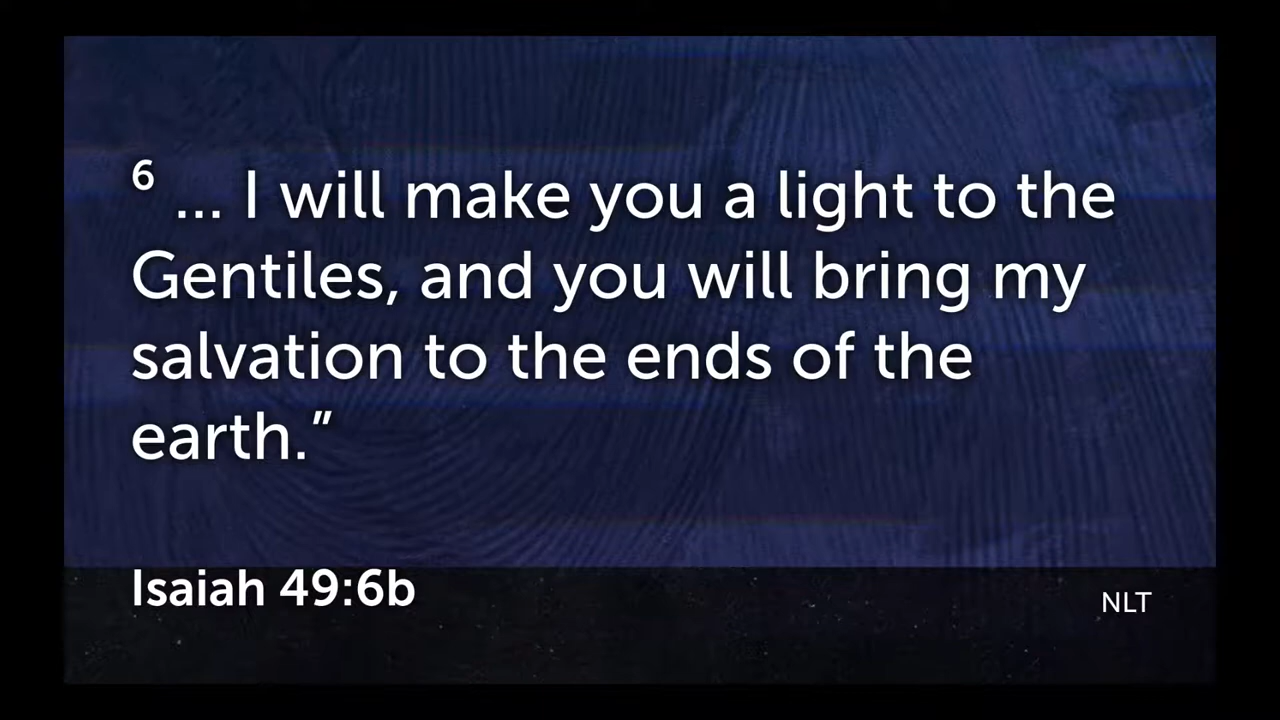 6 ... I will make you a light to the
Gentiles, and you will bring my
salvation to the ends of the
earth.”
Isaiah 49:6b
NLT